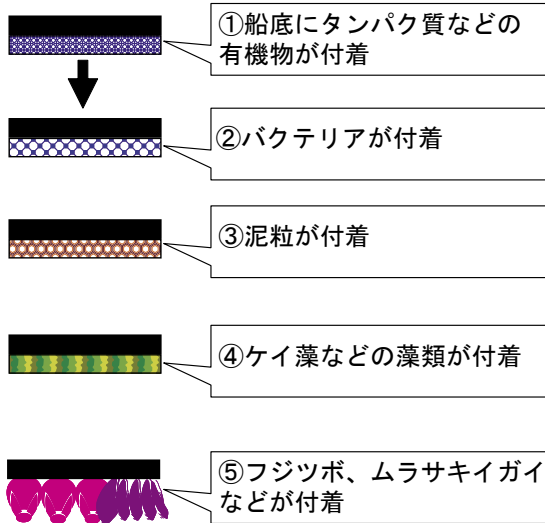 ①船底にタンパク質などの
有機物が付着
②バクテリアが付着
③泥粒が付着
④ケイ藻などの藻類が付着
⑤フジツボ、ムラサキイガイ
などが付着